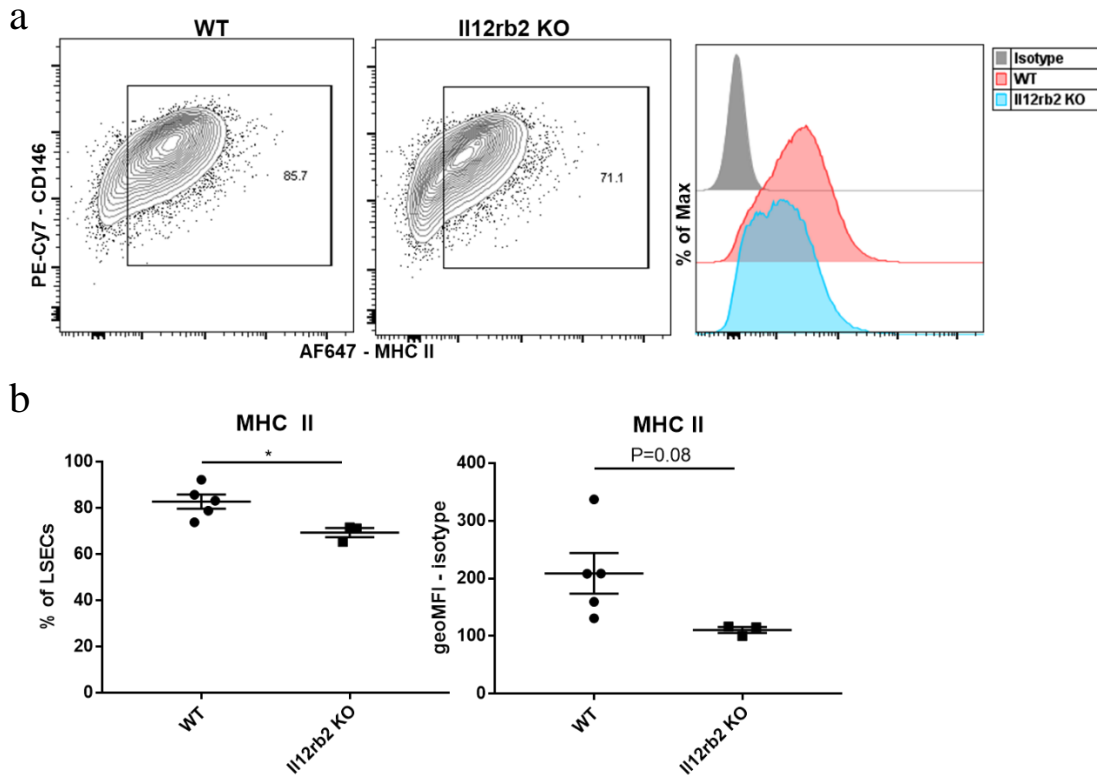 a
WT
Il12rb2 KO
Isotype
WT
Il12rb2 KO
PE-Cy7 - CD146
85.7
71.1
% of Max
AF647 - MHC II
b
MHC II
MHC II
*
P=0.08
% of LSECs
100
80
60
40
20
0
WT
Il12rb2 KO
geoMFI - isotype
400
300
200
100
0
WT
Il12rb2 KO